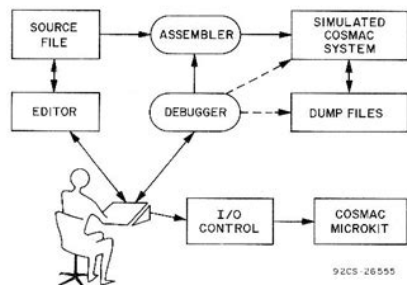 SOURCE
FILE
ASSEMBLER
SIMULATED
COSMAC
SYSTEM
EDITOR
DEBUGGER
DUMP FILES
I/O
CONTROL
COSMAC
MICROKIT
92CS-26555